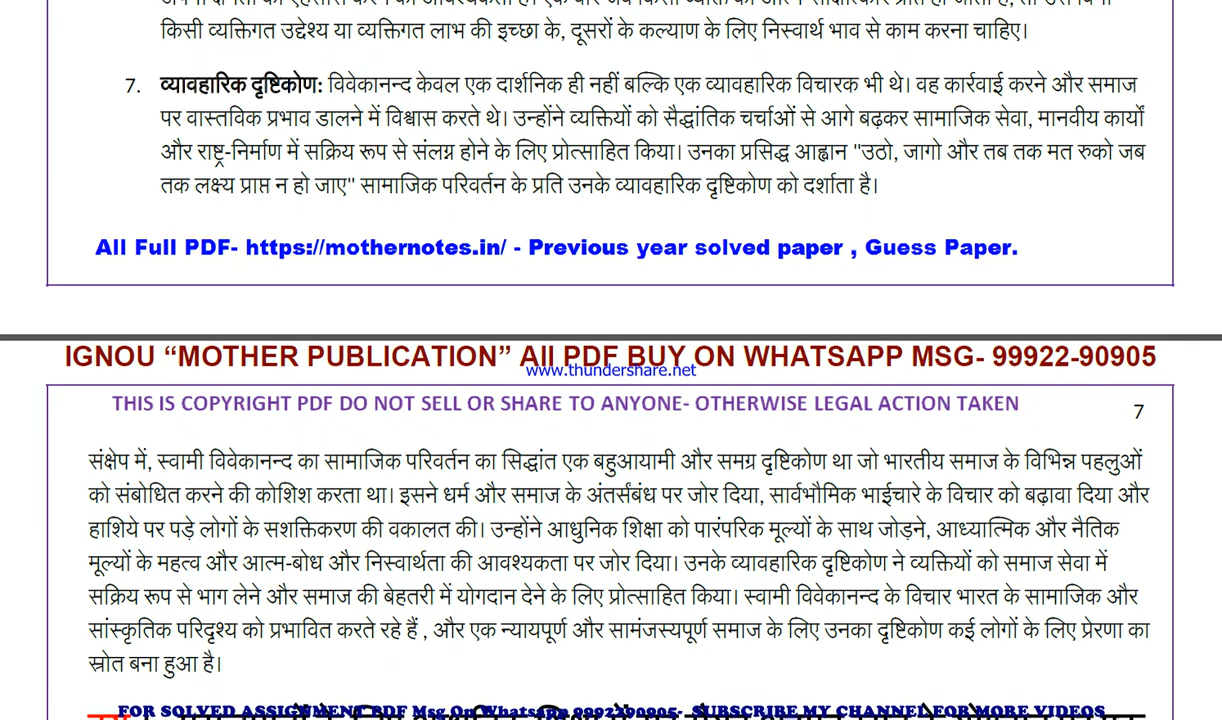 किसी व्यक्तिगत उद्देश्य या व्यक्तिगत लाभ की इच्छा के, दूसरों के कल्याण के लिए निस्वार्थ भाव से काम करना चाहिए।
7. व्यावहारिक दृष्टिकोण: विवेकानन्द केवल एक दार्शनिक ही नहीं बल्कि एक व्यावहारिक विचारक भी थे। वह कार्रवाई करने और समाज
पर वास्तविक प्रभाव डालने में विश्वास करते थे। उन्होंने व्यक्तियों को सैद्धांतिक चर्चाओं से आगे बढ़कर सामाजिक सेवा, मानवीय कार्यों
और राष्ट्र-निर्माण में सक्रिय रूप से संलग्न होने के लिए प्रोत्साहित किया। उनका प्रसिद्ध आह्वान "उठो, जागो और तब तक मत रुको जब
तक लक्ष्य प्राप्त न हो जाए" सामाजिक परिवर्तन के प्रति उनके व्यावहारिक दृष्टिकोण को दर्शाता है।
All Full PDF- https://mothernotes.in/ - Previous year solved paper , Guess Paper.
IGNOU “MOTHER PUBLICATION” All PDF BUY ON WHATSAPP MSG- 99922-90905
www.thundershare.net
THIS IS COPYRIGHT PDF DO NOT SELL OR SHARE TO ANYONE- OTHERWISE LEGAL ACTION TAKEN
7
संक्षेप में, स्वामी विवेकानन्द का सामाजिक परिवर्तन का सिद्धांत एक बहुआयामी और समग्र दृष्टिकोण था जो भारतीय समाज के विभिन्न पहलुओं
को संबोधित करने की कोशिश करता था। इसने धर्म और समाज के अंतर्संबंध पर जोर दिया, सार्वभौमिक भाईचारे के विचार को बढ़ावा दिया और
हाशिये पर पड़े लोगों के सशक्तिकरण की वकालत की। उन्होंने आधुनिक शिक्षा को पारंपरिक मूल्यों के साथ जोड़ने, आध्यात्मिक और नैतिक
मूल्यों के महत्व और आत्म-बोध और निस्वार्थता की आवश्यकता पर जोर दिया। उनके व्यावहारिक दृष्टिकोण ने व्यक्तियों को समाज सेवा में
सक्रिय रूप से भाग लेने और समाज की बेहतरी में योगदान देने के लिए प्रोत्साहित किया। स्वामी विवेकानन्द के विचार भारत के सामाजिक और
सांस्कृतिक परिदृश्य को प्रभावित करते रहे हैं , और एक न्यायपूर्ण और सामंजस्यपूर्ण समाज के लिए उनका दृष्टिकोण कई लोगों के लिए प्रेरणा का
स्रोत बना हुआ है।
FOR SOLVED ASSIGNMENT PDF Msg On Whatsapp 9992290905- SUBSCRIBE MY CHANNEL FOR MORE VIDEOS